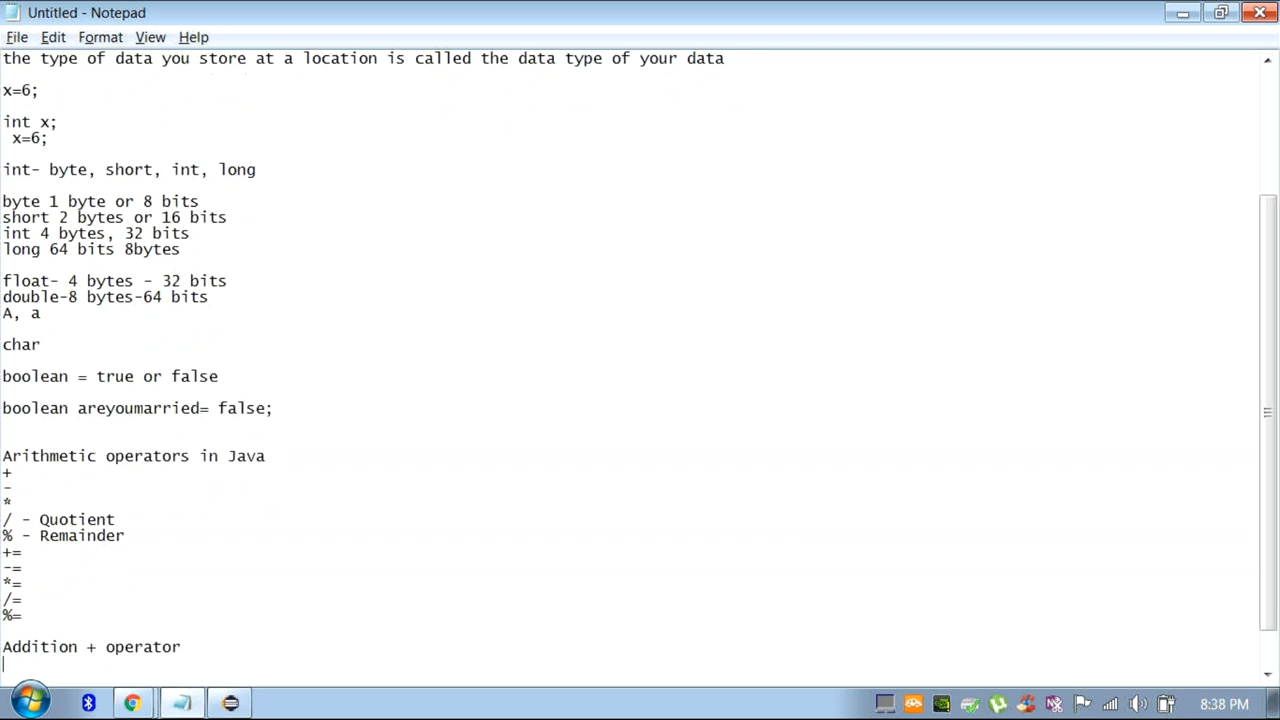 Untitled - Notepad
File Edit Format View Help
the type of data you store at a location is called the data type of your data
x=6;
int x;
x=6;
int- byte, short, int, long
byte 1 byte or 8 bits
short 2 bytes or 16 bits
int 4 bytes, 32 bits
long 64 bits 8bytes
float- 4 bytes - 32 bits
double-8 bytes-64 bits
A, a
char
boolean = true or false
boolean areyoumarried= false;
Arithmetic operators in Java
+
-
*
/ - Quotient
% - Remainder
+=
-=
*=
/=
%=
Addition + operator
8:38 PM